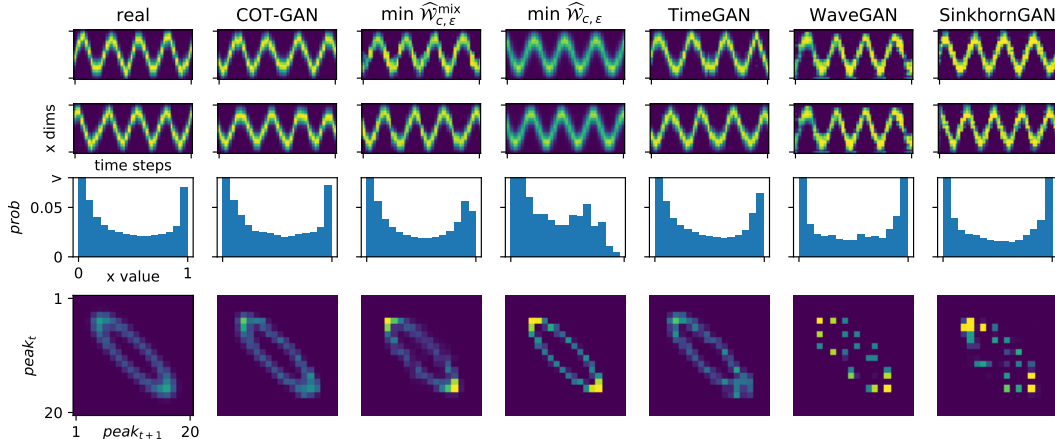 real COT-GAN min Ŵ^mix_c, ε min Ŵ_c, ε TimeGAN WaveGAN SinkhornGAN
x dims
time steps
>
0.05
prob
0
0 1
x value
1
peak_t
20
1 peak_t+1 20